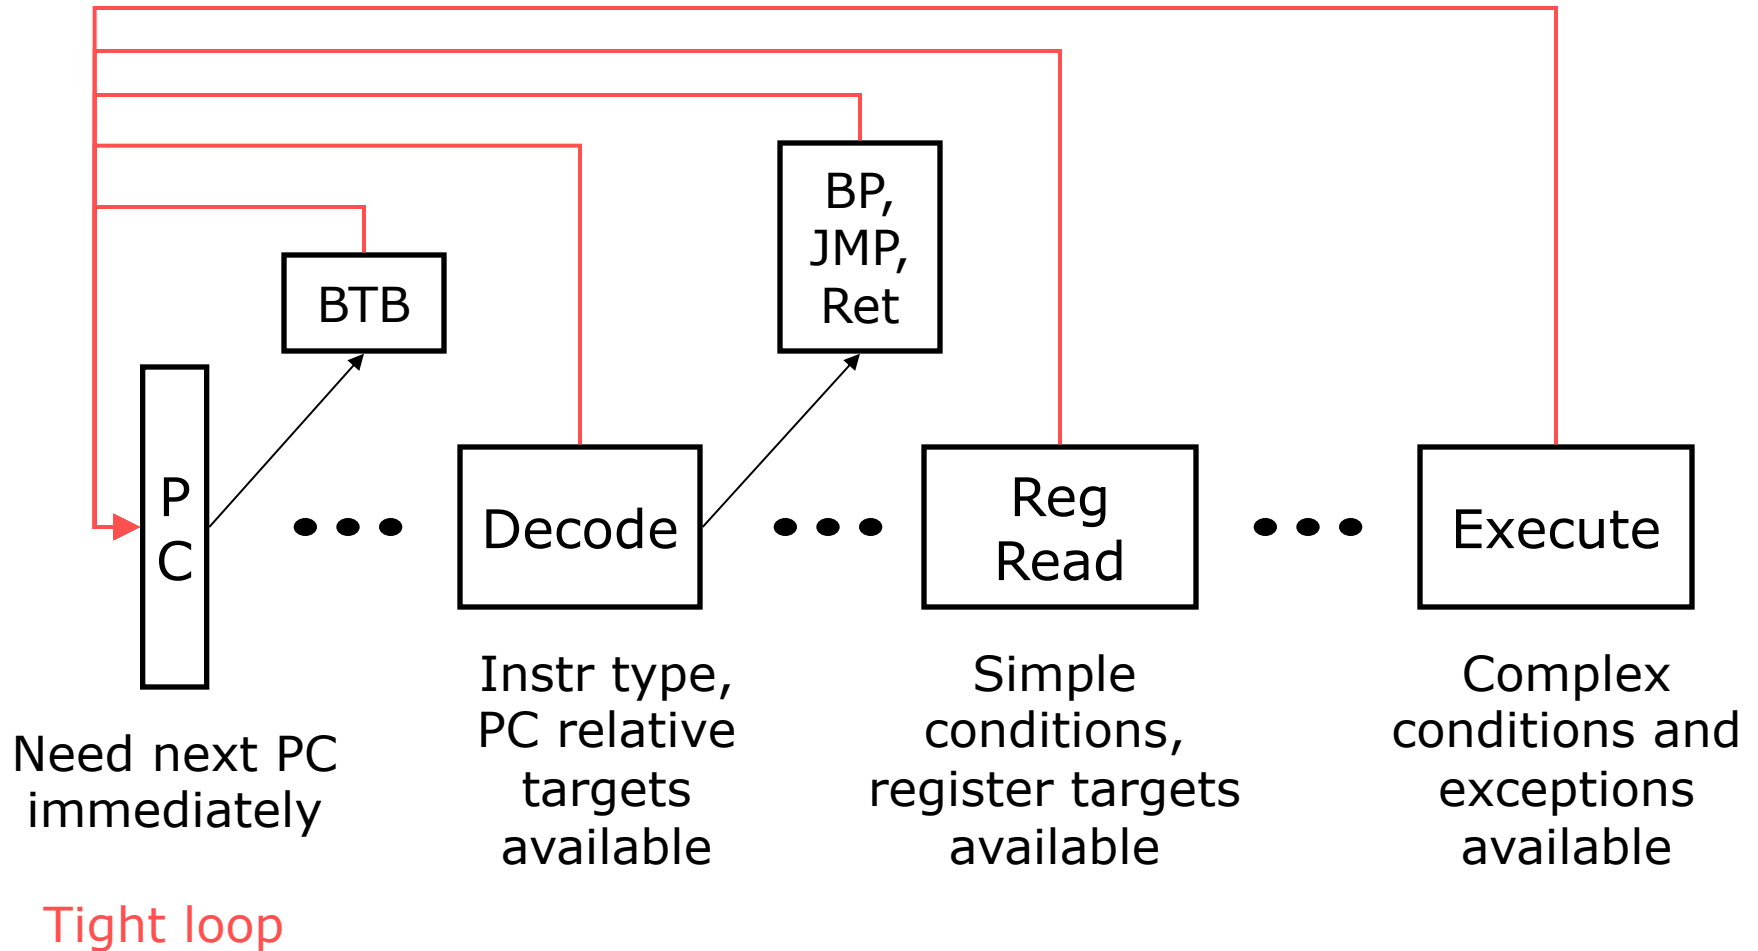 BP,
JMP,
Ret
BTB
P
C
Decode
Reg
Read
Execute
Need next PC
immediately
Instr type,
PC relative
targets
available
Simple
conditions,
register targets
available
Complex
conditions and
exceptions
available
Tight loop